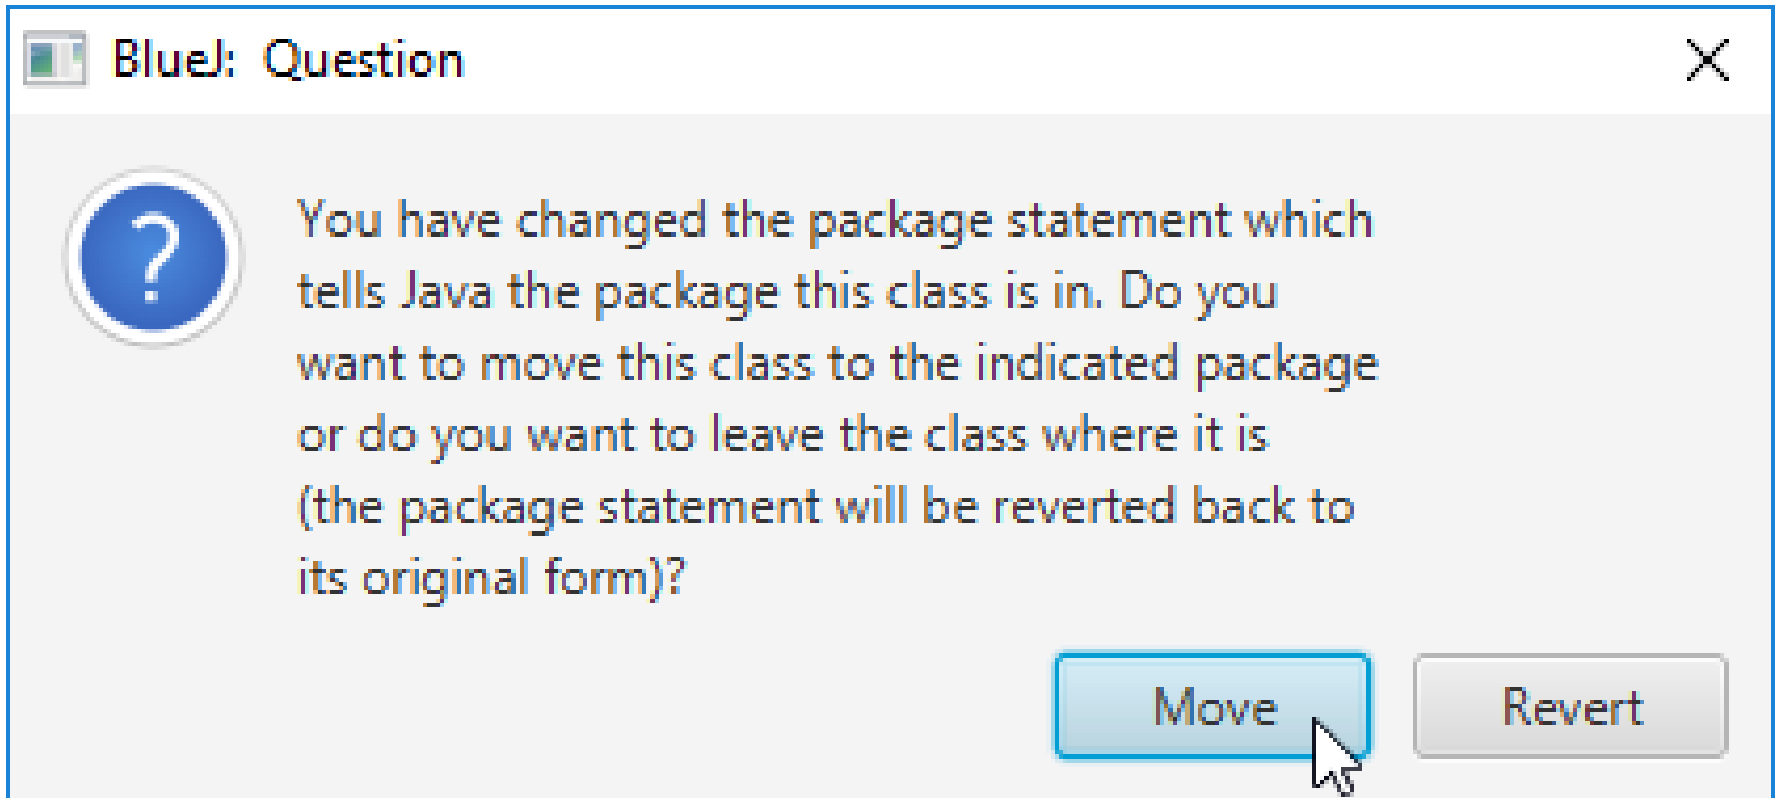 BlueJ: Question
?
You have changed the package statement which
tells Java the package this class is in. Do you
want to move this class to the indicated package
or do you want to leave the class where it is
(the package statement will be reverted back to
its original form)?
Move Revert